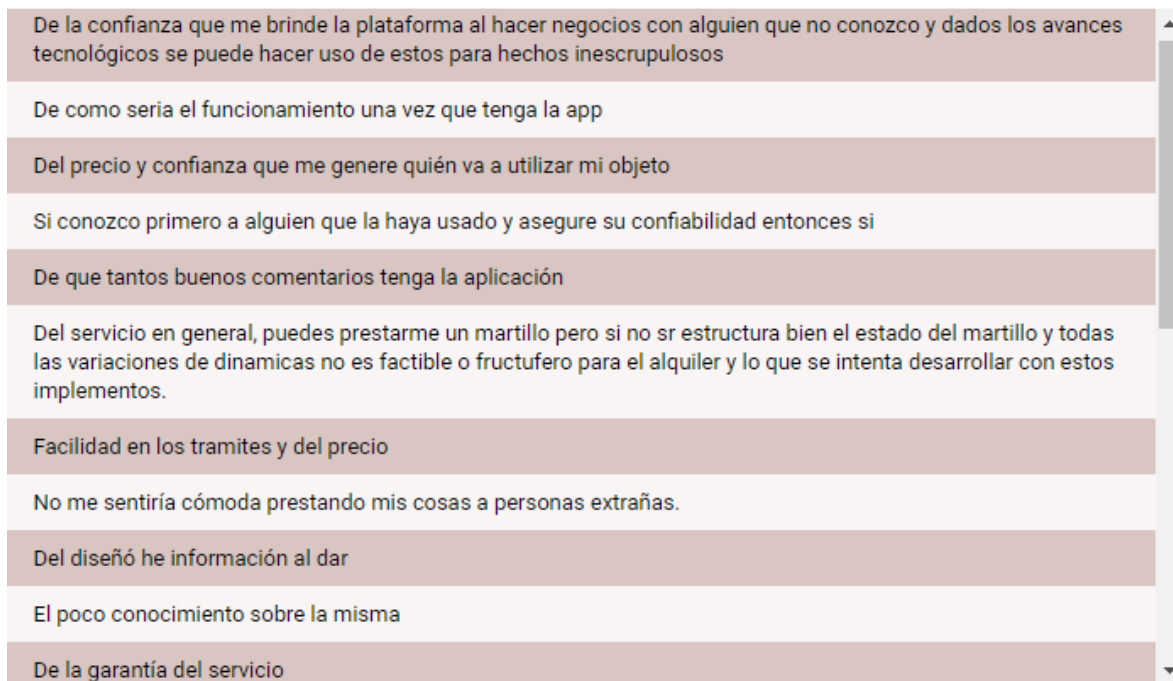 De la confianza que me brinde la plataforma al hacer negocios con alguien que no conozco y dados los avances
tecnológicos se puede hacer uso de estos para hechos inescrupulosos
De como seria el funcionamiento una vez que tenga la app
Del precio y confianza que me genere quién va a utilizar mi objeto
Si conozco primero a alguien que la haya usado y asegure su confiabilidad entonces si
De que tantos buenos comentarios tenga la aplicación
Del servicio en general, puedes prestarme un martillo pero si no sr estructura bien el estado del martillo y todas
las variaciones de dinamicas no es factible o fructufero para el alquiler y lo que se intenta desarrollar con estos
implementos.
Facilidad en los tramites y del precio
No me sentiría cómoda prestando mis cosas a personas extrañas.
Del diseñó he información al dar
El poco conocimiento sobre la misma
De la garantía del servicio